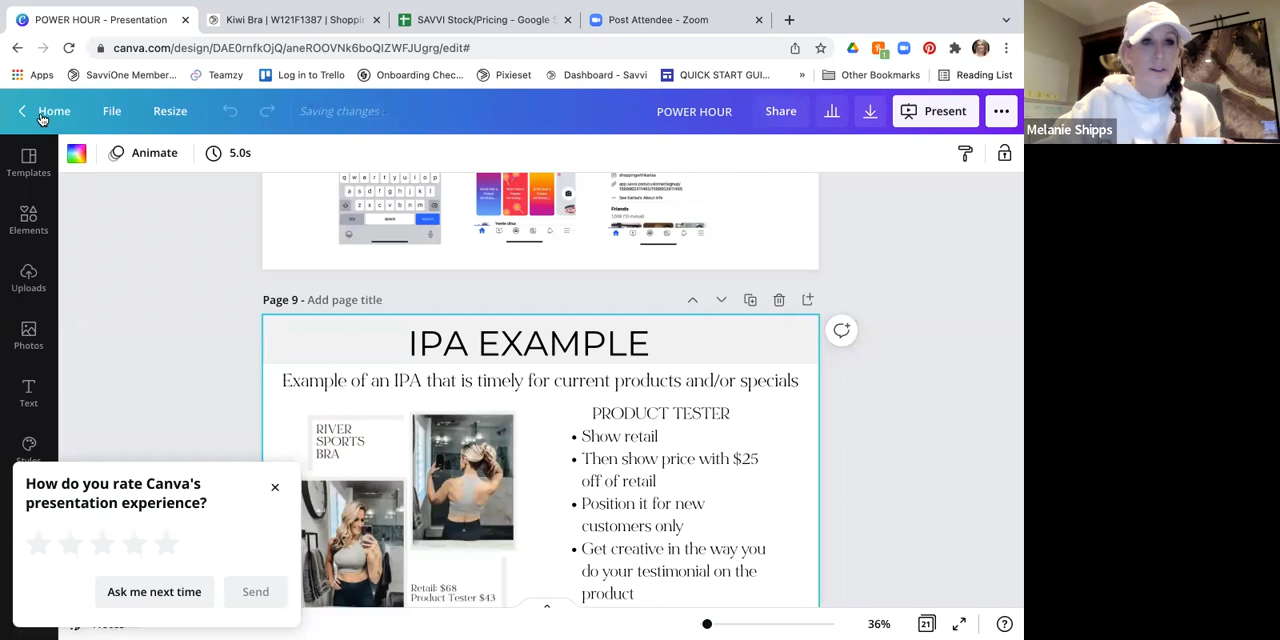 POWER HOUR - Presentation
Kiwi Bra | W121F1387 | Shoppin
SAVVI Stock/Pricing - Google S
Post Attendee - Zoom
canva.com/design/DAE0rnfkOjQ/aneROOVNk6boQIZWFJUgrg/edit#
Apps
SavviOne Member...
Teamzy
Log in to Trello
Onboarding Chec...
Pixieset
Dashboard - Savvi
QUICK START GUI...
»
Other Bookmarks
Reading List
Home
File
Resize
Saving changes...
POWER HOUR
Share
Present
Melanie Shipps
Animate
5.0s
Templates
Elements
Uploads
Photos
Text
q w e r t y u i o p
a s d f g h j k l
z x c v b n m
shoppingwithkarisa
Friends
Page 9 - Add page title
IPA EXAMPLE
Example of an IPA that is timely for current products and/or specials
RIVER
SPORTS
BRA
PRODUCT TESTER
• Show retail
• Then show price with $25
off of retail
• Position it for new
customers only
• Get creative in the way you
do your testimonial on the
product
Retail: $68
Product Tester $43
How do you rate Canva's
presentation experience?
Ask me next time
Send
36%
21